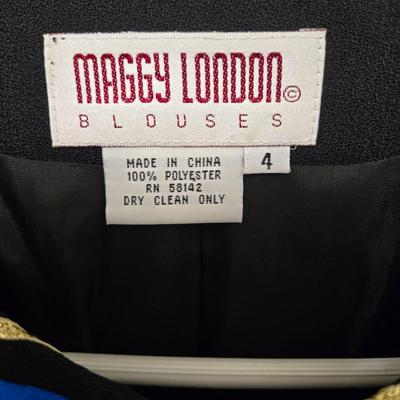 MAGGY LONDON©
BLOUSES
MADE IN CHINA
100% POLYESTER
RN 58142
DRY CLEAN ONLY
4